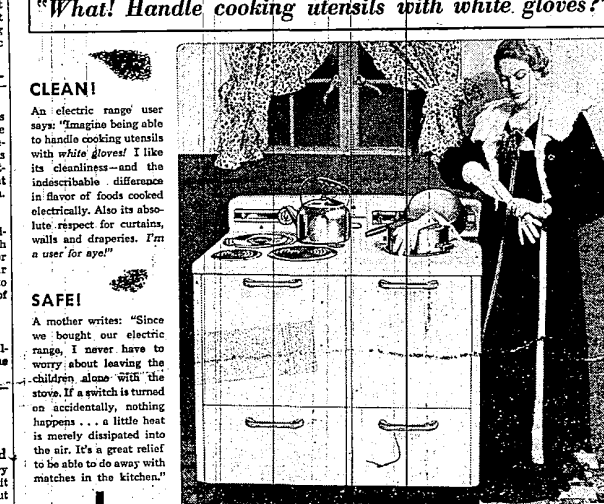 "What! Handle cooking utensils with white gloves?"
CLEAN!
An electric range user
says: "Imagine being able
to handle cooking utensils
with white gloves! I like
its cleanliness—and the
indescribable difference
in flavor of foods cooked
electrically. Also its abso-
lute respect for curtains,
walls and draperies. I'm
a user for aye!"
SAFE!
A mother writes: "Since
we bought our electric
range, I never have to
worry about leaving the
children alone with the
stove. If a switch is turned
on accidentally, nothing
happens . . . a little heat
is merely dissipated into
the air. It's a great relief
to be able to do away with
matches in the kitchen."